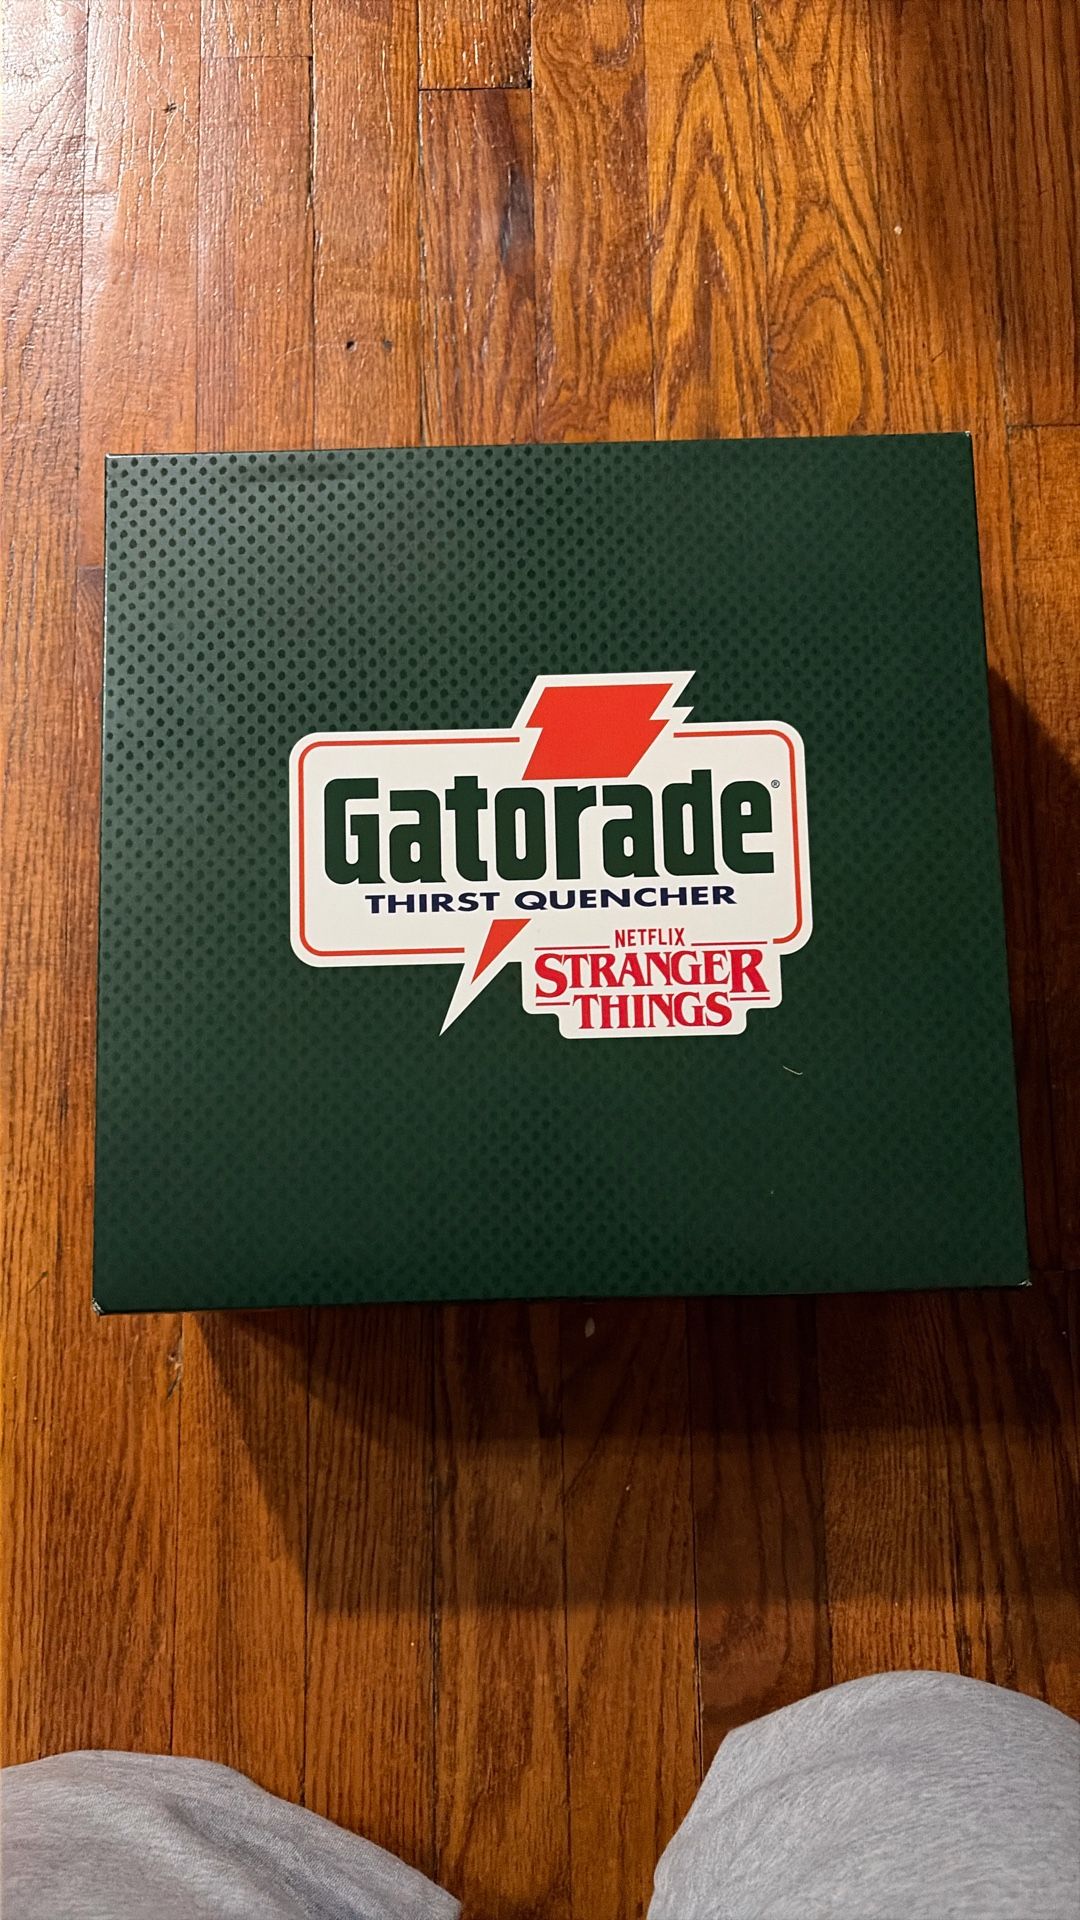 Gatorade®
THIRST QUENCHER
NETFLIX
STRANGER
THINGS